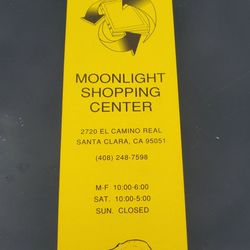 MOONLIGHT
SHOPPING
CENTER
2720 EL CAMINO REAL
SANTA CLARA, CA 95051
(408) 248-7598
M-F 10:00-6:00
SAT. 10:00-5:00
SUN. CLOSED